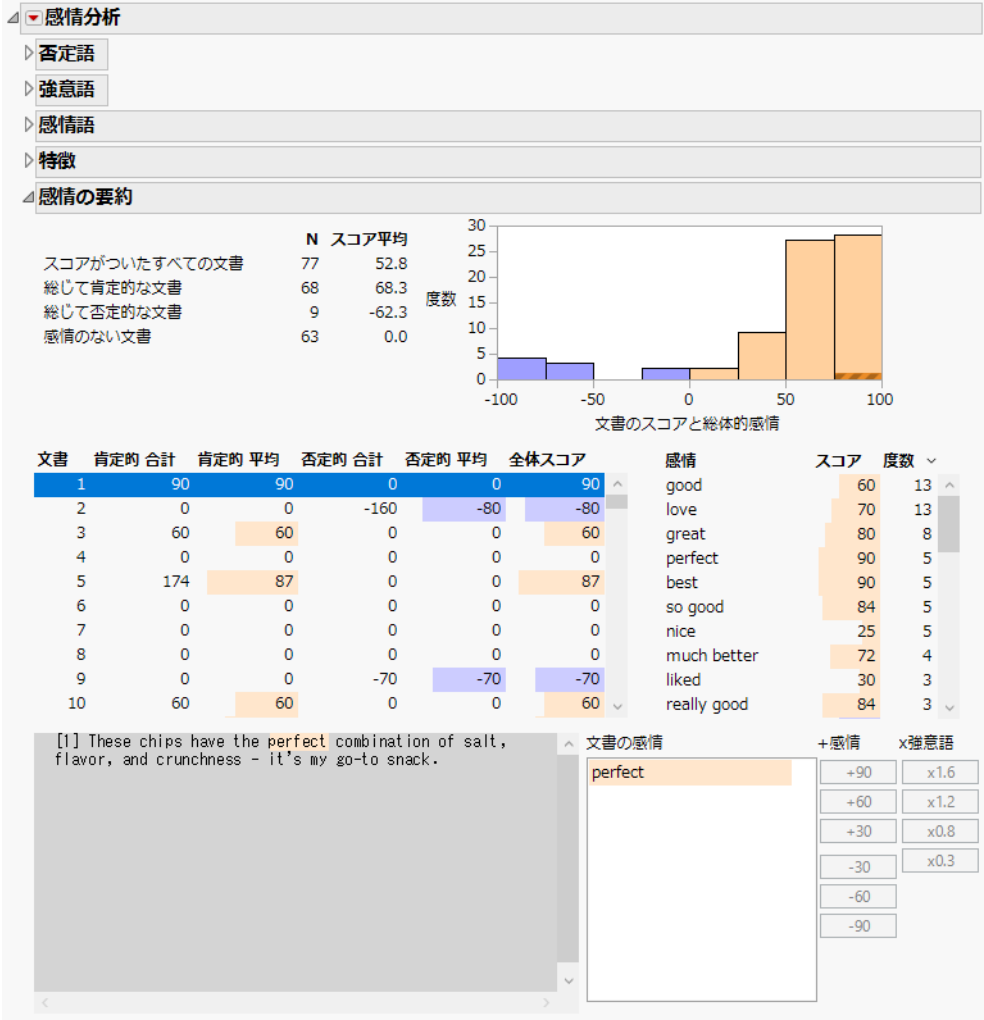 感情分析
否定語
強意語
感情語
特徴
感情の要約
N スコア平均
スコアがついたすべての文書 77 52.8
総じて肯定的な文書 68 68.3
総じて否定的な文書 9 -62.3
感情のない文書 63 0.0
度数
30
25
20
15
10
5
0
-100 -50 0 50 100
文書のスコアと総体的感情
文書 肯定的 合計 肯定的 平均 否定的 合計 否定的 平均 全体スコア
1 90 90 0 0 90
2 0 0 -160 -80 -80
3 60 60 0 0 60
4 0 0 0 0 0
5 174 87 0 0 87
6 0 0 0 0 0
7 0 0 0 0 0
8 0 0 0 0 0
9 0 0 -70 -70 -70
10 60 60 0 0 60
感情 スコア 度数
good 60 13
love 70 13
great 80 8
perfect 90 5
best 90 5
so good 84 5
nice 25 5
much better 72 4
liked 30 3
really good 84 3
[1] These chips have the perfect combination of salt,
flavor, and crunchness - it's my go-to snack.
文書の感情 +感情 x強意語
perfect
+90 x1.6
+60 x1.2
+30 x0.8
-30 x0.3
-60
-90